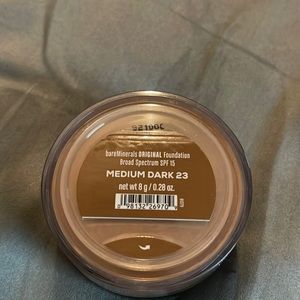 bareMinerals ORIGINAL Foundation
Broad Spectrum SPF 15
MEDIUM DARK 23
net wt 8 g / 0.28 oz.